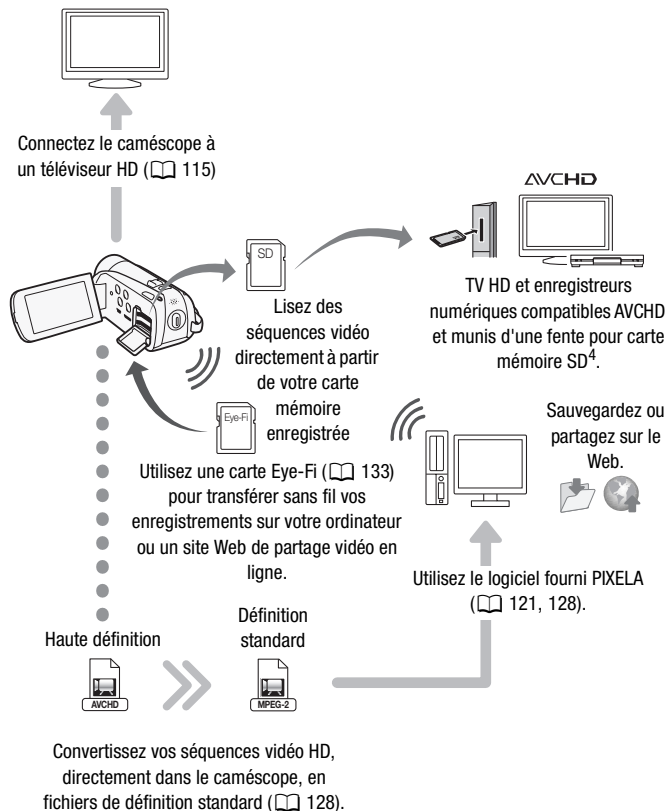 Connectez le caméscope à
un téléviseur HD (115)
AVCHD
SD
Lisez des
séquences vidéo
directement à partir
de votre carte
mémoire
enregistrée
TV HD et enregistreurs
numériques compatibles AVCHD
et munis d'une fente pour carte
mémoire SD4.
Eye-Fi
Utilisez une carte Eye-Fi (133)
pour transférer sans fil vos
enregistrements sur votre ordinateur
ou un site Web de partage vidéo en
ligne.
Sauvegardez ou
partagez sur le
Web.
Utilisez le logiciel fourni PIXELA
(121, 128).
Haute définition
AVCHD
Définition
standard
MPEG-2
Convertissez vos séquences vidéo HD,
directement dans le caméscope, en
fichiers de définition standard (128).